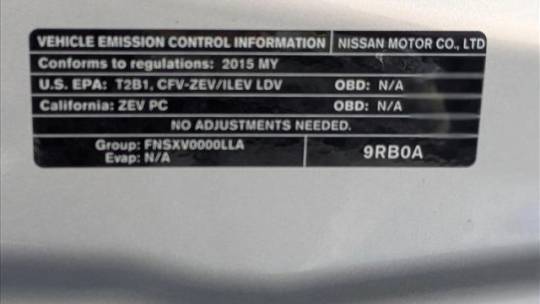 VEHICLE EMISSION CONTROL INFORMATION NISSAN MOTOR CO., LTD
Conforms to regulations: 2015 MY
U.S. EPA: T2B1, CFV-ZEV/ILEV LDV OBD: N/A
California: ZEV PC OBD: N/A
NO ADJUSTMENTS NEEDED.
Group: FNSXV0000LLA
Evap: N/A
9RB0A